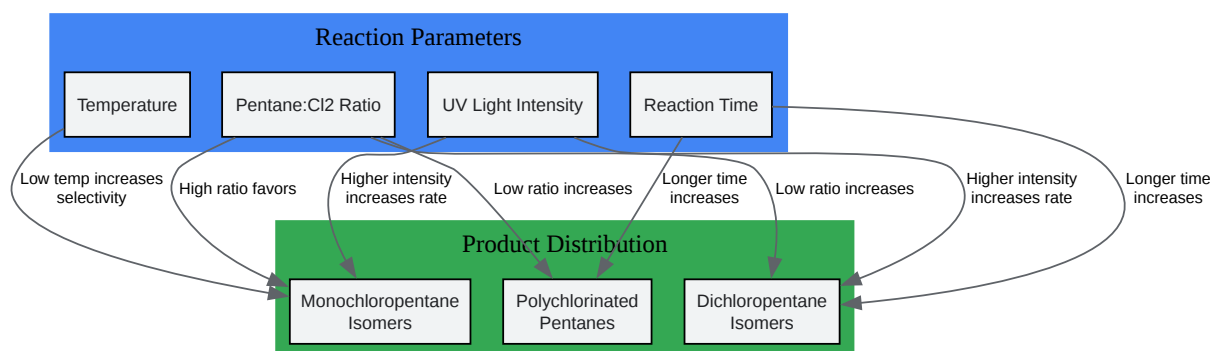 Reaction Parameters
Temperature
Pentane:Cl2 Ratio
UV Light Intensity
Reaction Time
Low temp increases
selectivity
High ratio favors
Higher intensity
increases rate
Low ratio increases
Longer time
increases
Low ratio increases
Higher intensity
increases rate
Longer time
increases
Product Distribution
Monochloropentane
Isomers
Polychlorinated
Pentanes
Dichloropentane
Isomers